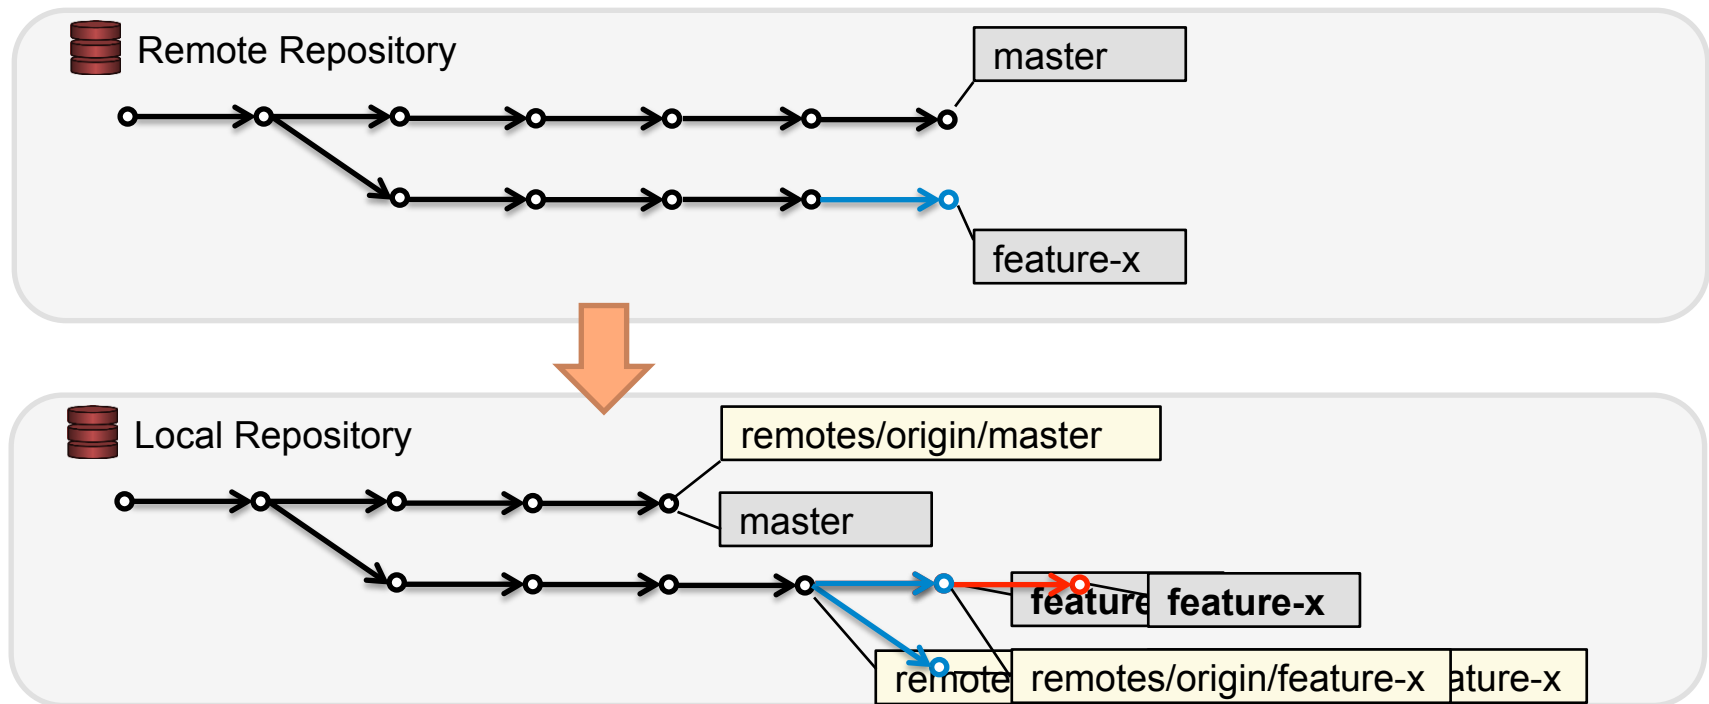 Remote Repository
master
feature-x
Local Repository
remotes/origin/master
master
feature
feature-x
remote
remotes/origin/feature-x
ature-x